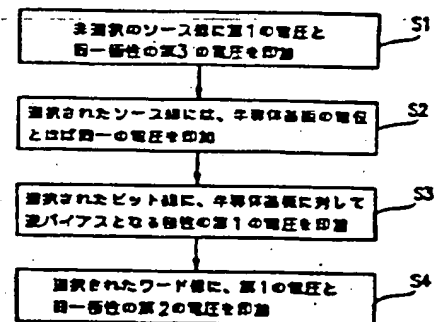 非選択のソース線に第1の電圧と
同一極性の第3の電圧を印加
S1
選択されたソース線には、半導体基板の電位
とほぼ同一の電圧を印加
S2
選択されたビット線に、半導体基板に対して
逆バイアスとなる極性の第1の電圧を印加
S3
選択されたワード線に、第1の電圧と
同一極性の第2の電圧を印加
S4